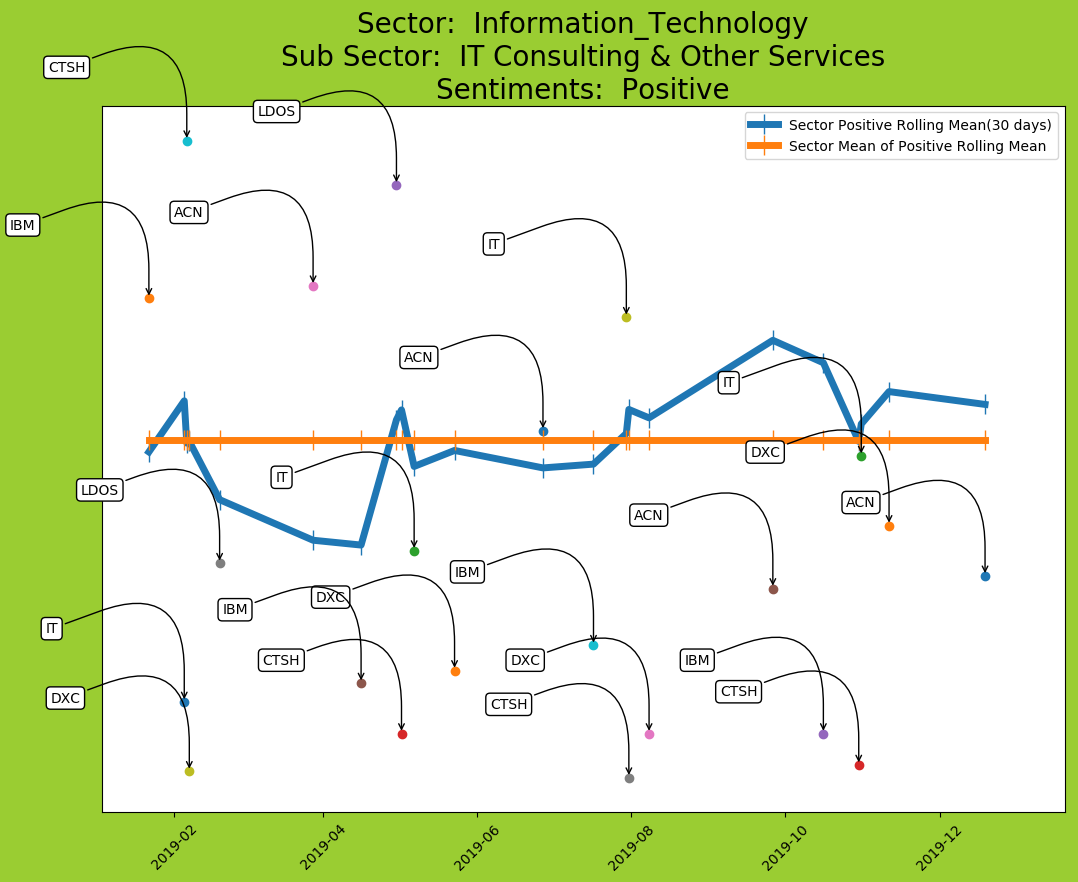 Sector:  Information_Technology
Sub Sector:  IT Consulting & Other Services
Sentiments:  Positive
CTSH
LDOS
Sector Positive Rolling Mean(30 days)
Sector Mean of Positive Rolling Mean
ACN
IBM
IT
ACN
IT
DXC
IT
LDOS
ACN
ACN
IBM
DXC
IBM
IT
CTSH
DXC
IBM
CTSH
DXC
CTSH
2019-02
2019-04
2019-06
2019-08
2019-10
2019-12